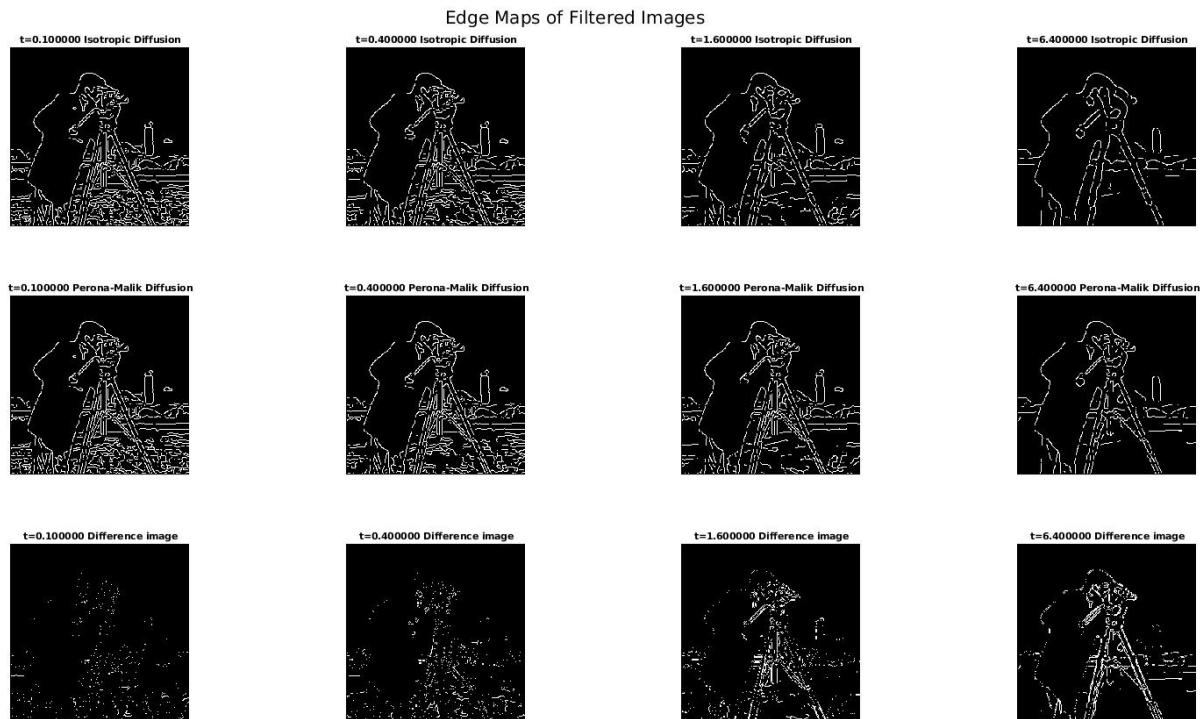 Edge Maps of Filtered Images
t=0.100000 Isotropic Diffusion
t=0.400000 Isotropic Diffusion
t=1.600000 Isotropic Diffusion
t=6.400000 Isotropic Diffusion
t=0.100000 Perona-Malik Diffusion
t=0.400000 Perona-Malik Diffusion
t=1.600000 Perona-Malik Diffusion
t=6.400000 Perona-Malik Diffusion
t=0.100000 Difference image
t=0.400000 Difference image
t=1.600000 Difference image
t=6.400000 Difference image